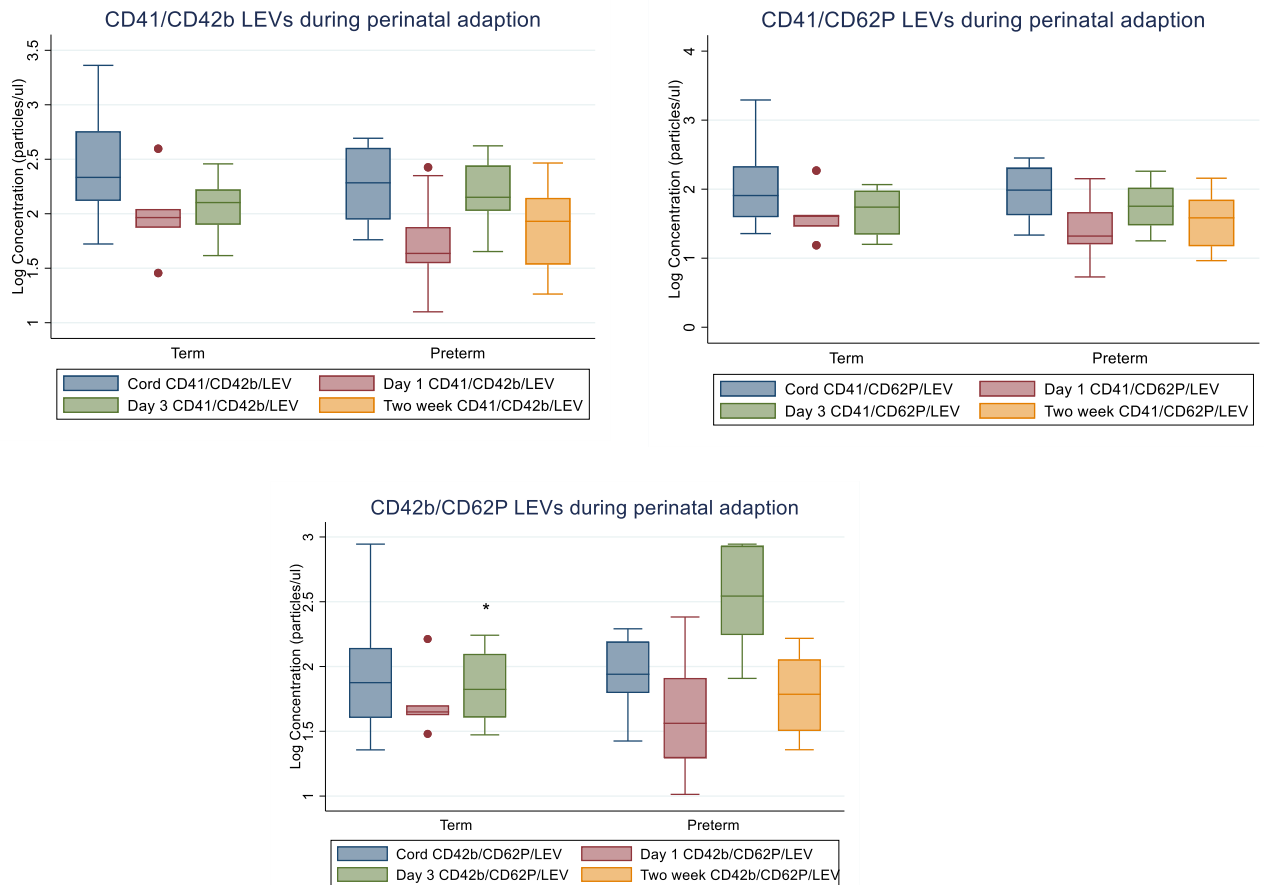 CD41/CD42b LEVs during perinatal adaption
Log Concentration (particles/ul)
3.5
3
2.5
2
1.5
1
Term
Preterm
Cord CD41/CD42b/LEV
Day 1 CD41/CD42b/LEV
Day 3 CD41/CD42b/LEV
Two week CD41/CD42b/LEV
CD41/CD62P LEVs during perinatal adaption
Log Concentration (particles/ul)
4
3
2
1
0
Term
Preterm
Cord CD41/CD62P/LEV
Day 1 CD41/CD62P/LEV
Day 3 CD41/CD62P/LEV
Two week CD41/CD62P/LEV
CD42b/CD62P LEVs during perinatal adaption
Log Concentration (particles/ul)
3
2.5
2
1.5
1
*
Term
Preterm
Cord CD42b/CD62P/LEV
Day 1 CD42b/CD62P/LEV
Day 3 CD42b/CD62P/LEV
Two week CD42b/CD62P/LEV